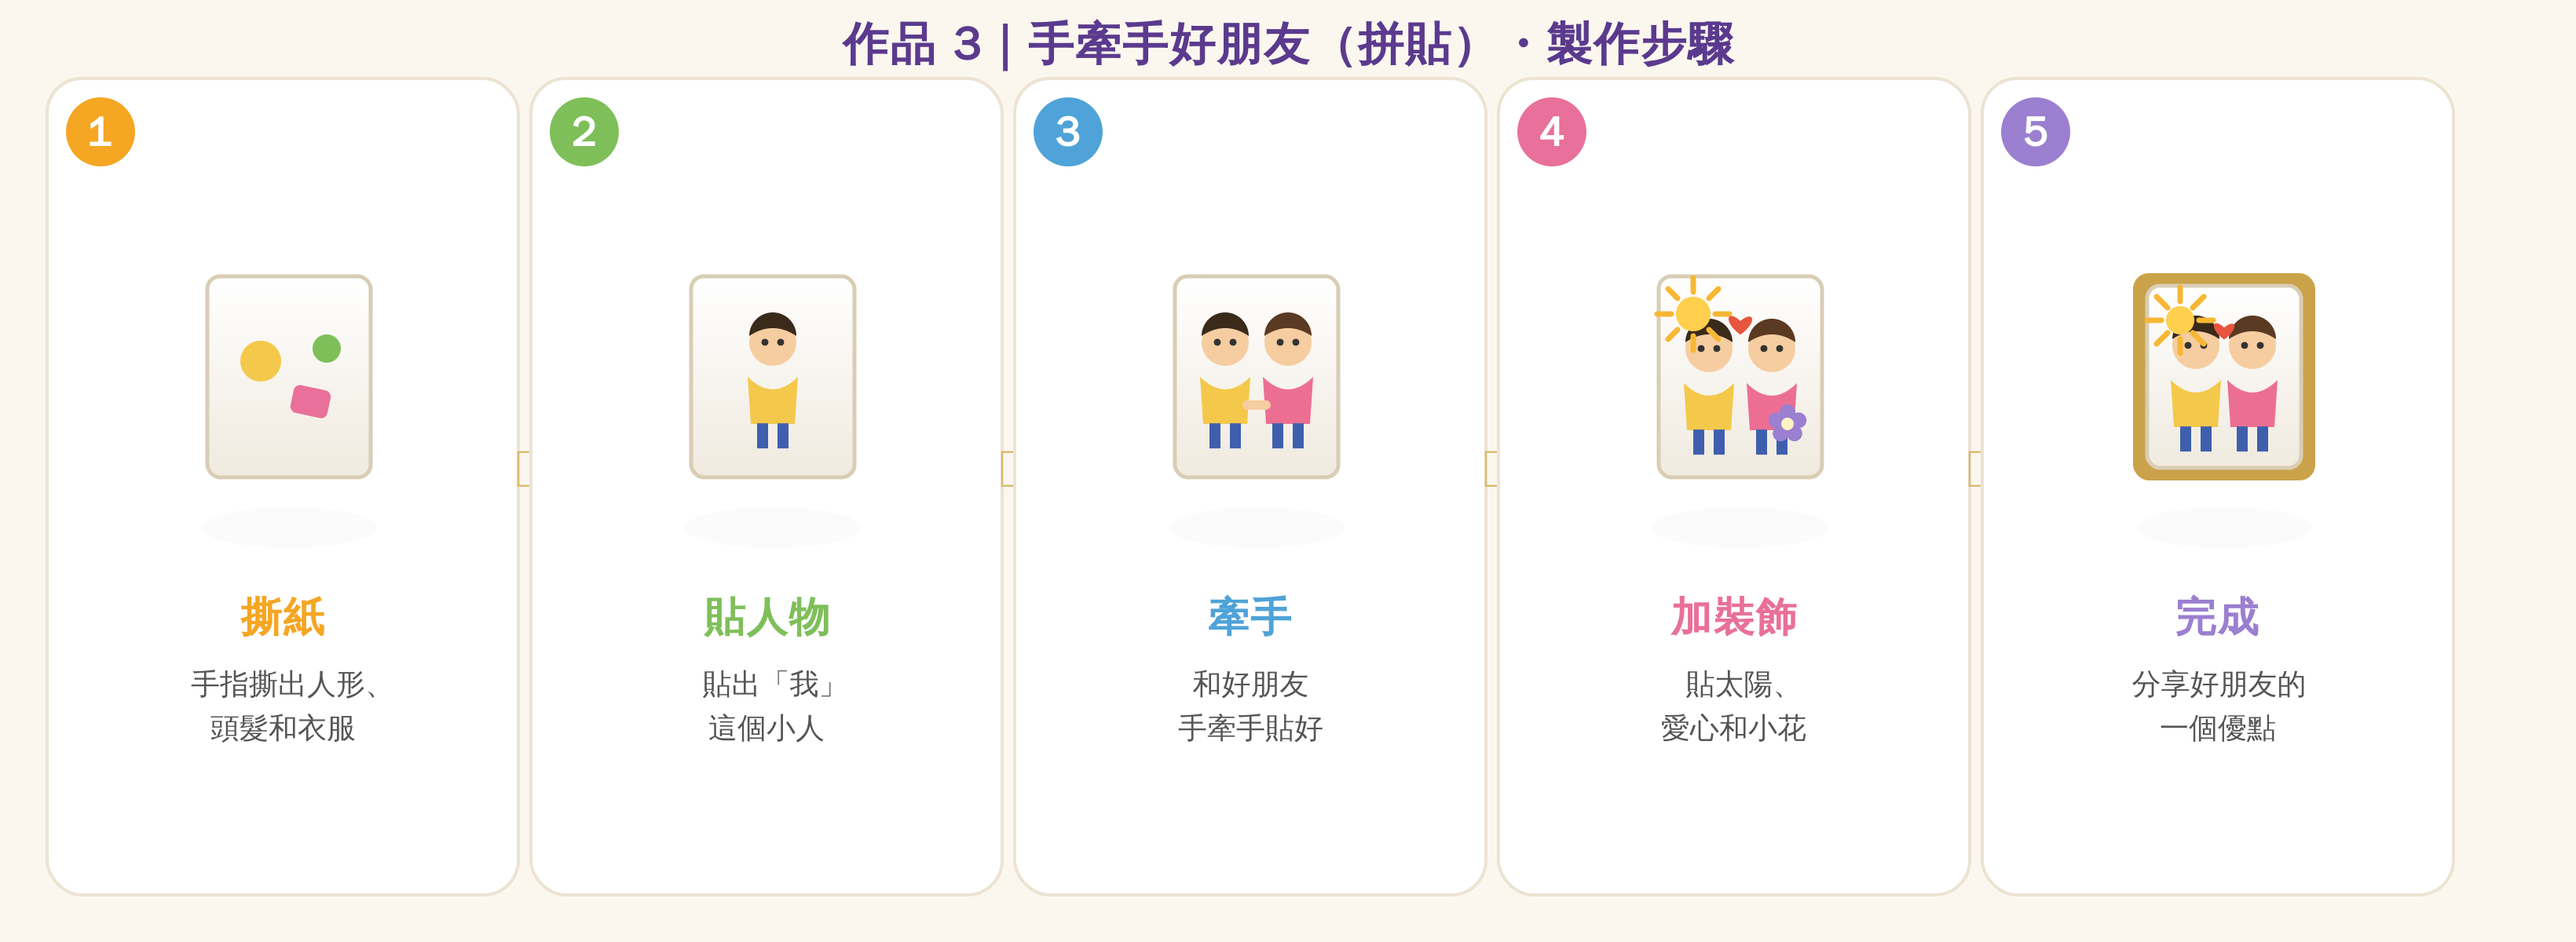 作品 3｜手牽手好朋友（拼貼）・製作步驟
1
撕紙
手指撕出人形、
頭髮和衣服
2
貼人物
貼出「我」
這個小人
3
牽手
和好朋友
手牽手貼好
4
加裝飾
貼太陽、
愛心和小花
5
完成
分享好朋友的
一個優點